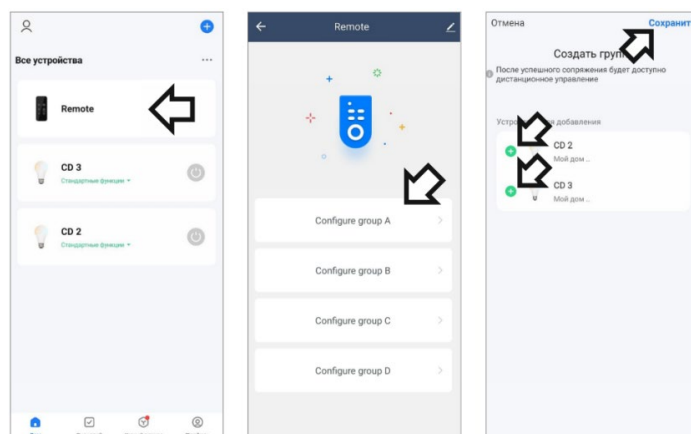 Все устройства
Remote
CD 3
Стандартные функции
CD 2
Стандартные функции
Remote
Configure group A
Configure group B
Configure group C
Configure group D
Отмена
Сохранит
Создать груп
После успешного сопряжения будет доступно
дистанционное управление
добавления
CD 2
Мой дом ..
CD 3
Мой дом ..